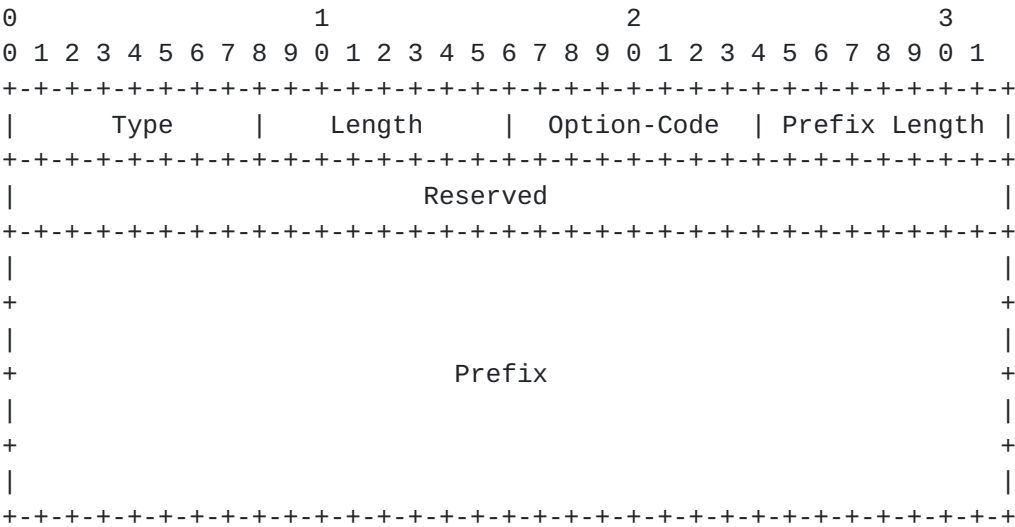 0                   1                   2                   3
0 1 2 3 4 5 6 7 8 9 0 1 2 3 4 5 6 7 8 9 0 1 2 3 4 5 6 7 8 9 0 1
+-+-+-+-+-+-+-+-+-+-+-+-+-+-+-+-+-+-+-+-+-+-+-+-+-+-+-+-+-+-+-+-+
|      Type     |    Length     |  Option-Code  | Prefix Length |
+-+-+-+-+-+-+-+-+-+-+-+-+-+-+-+-+-+-+-+-+-+-+-+-+-+-+-+-+-+-+-+-+
|                          Reserved                             |
+-+-+-+-+-+-+-+-+-+-+-+-+-+-+-+-+-+-+-+-+-+-+-+-+-+-+-+-+-+-+-+-+
|                                                               |
+                                                               +
|                                                               |
+                            Prefix                             +
|                                                               |
+                                                               +
|                                                               |
+-+-+-+-+-+-+-+-+-+-+-+-+-+-+-+-+-+-+-+-+-+-+-+-+-+-+-+-+-+-+-+-+